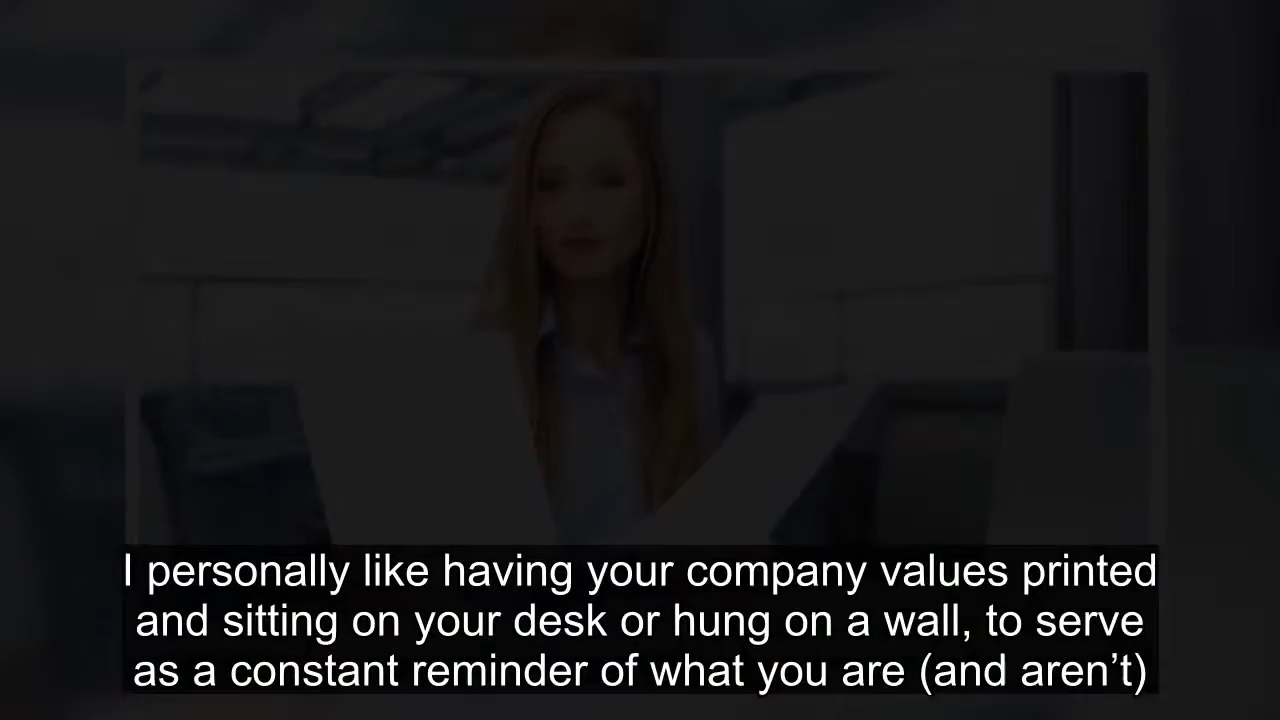 I personally like having your company values printed
and sitting on your desk or hung on a wall, to serve
as a constant reminder of what you are (and aren’t)